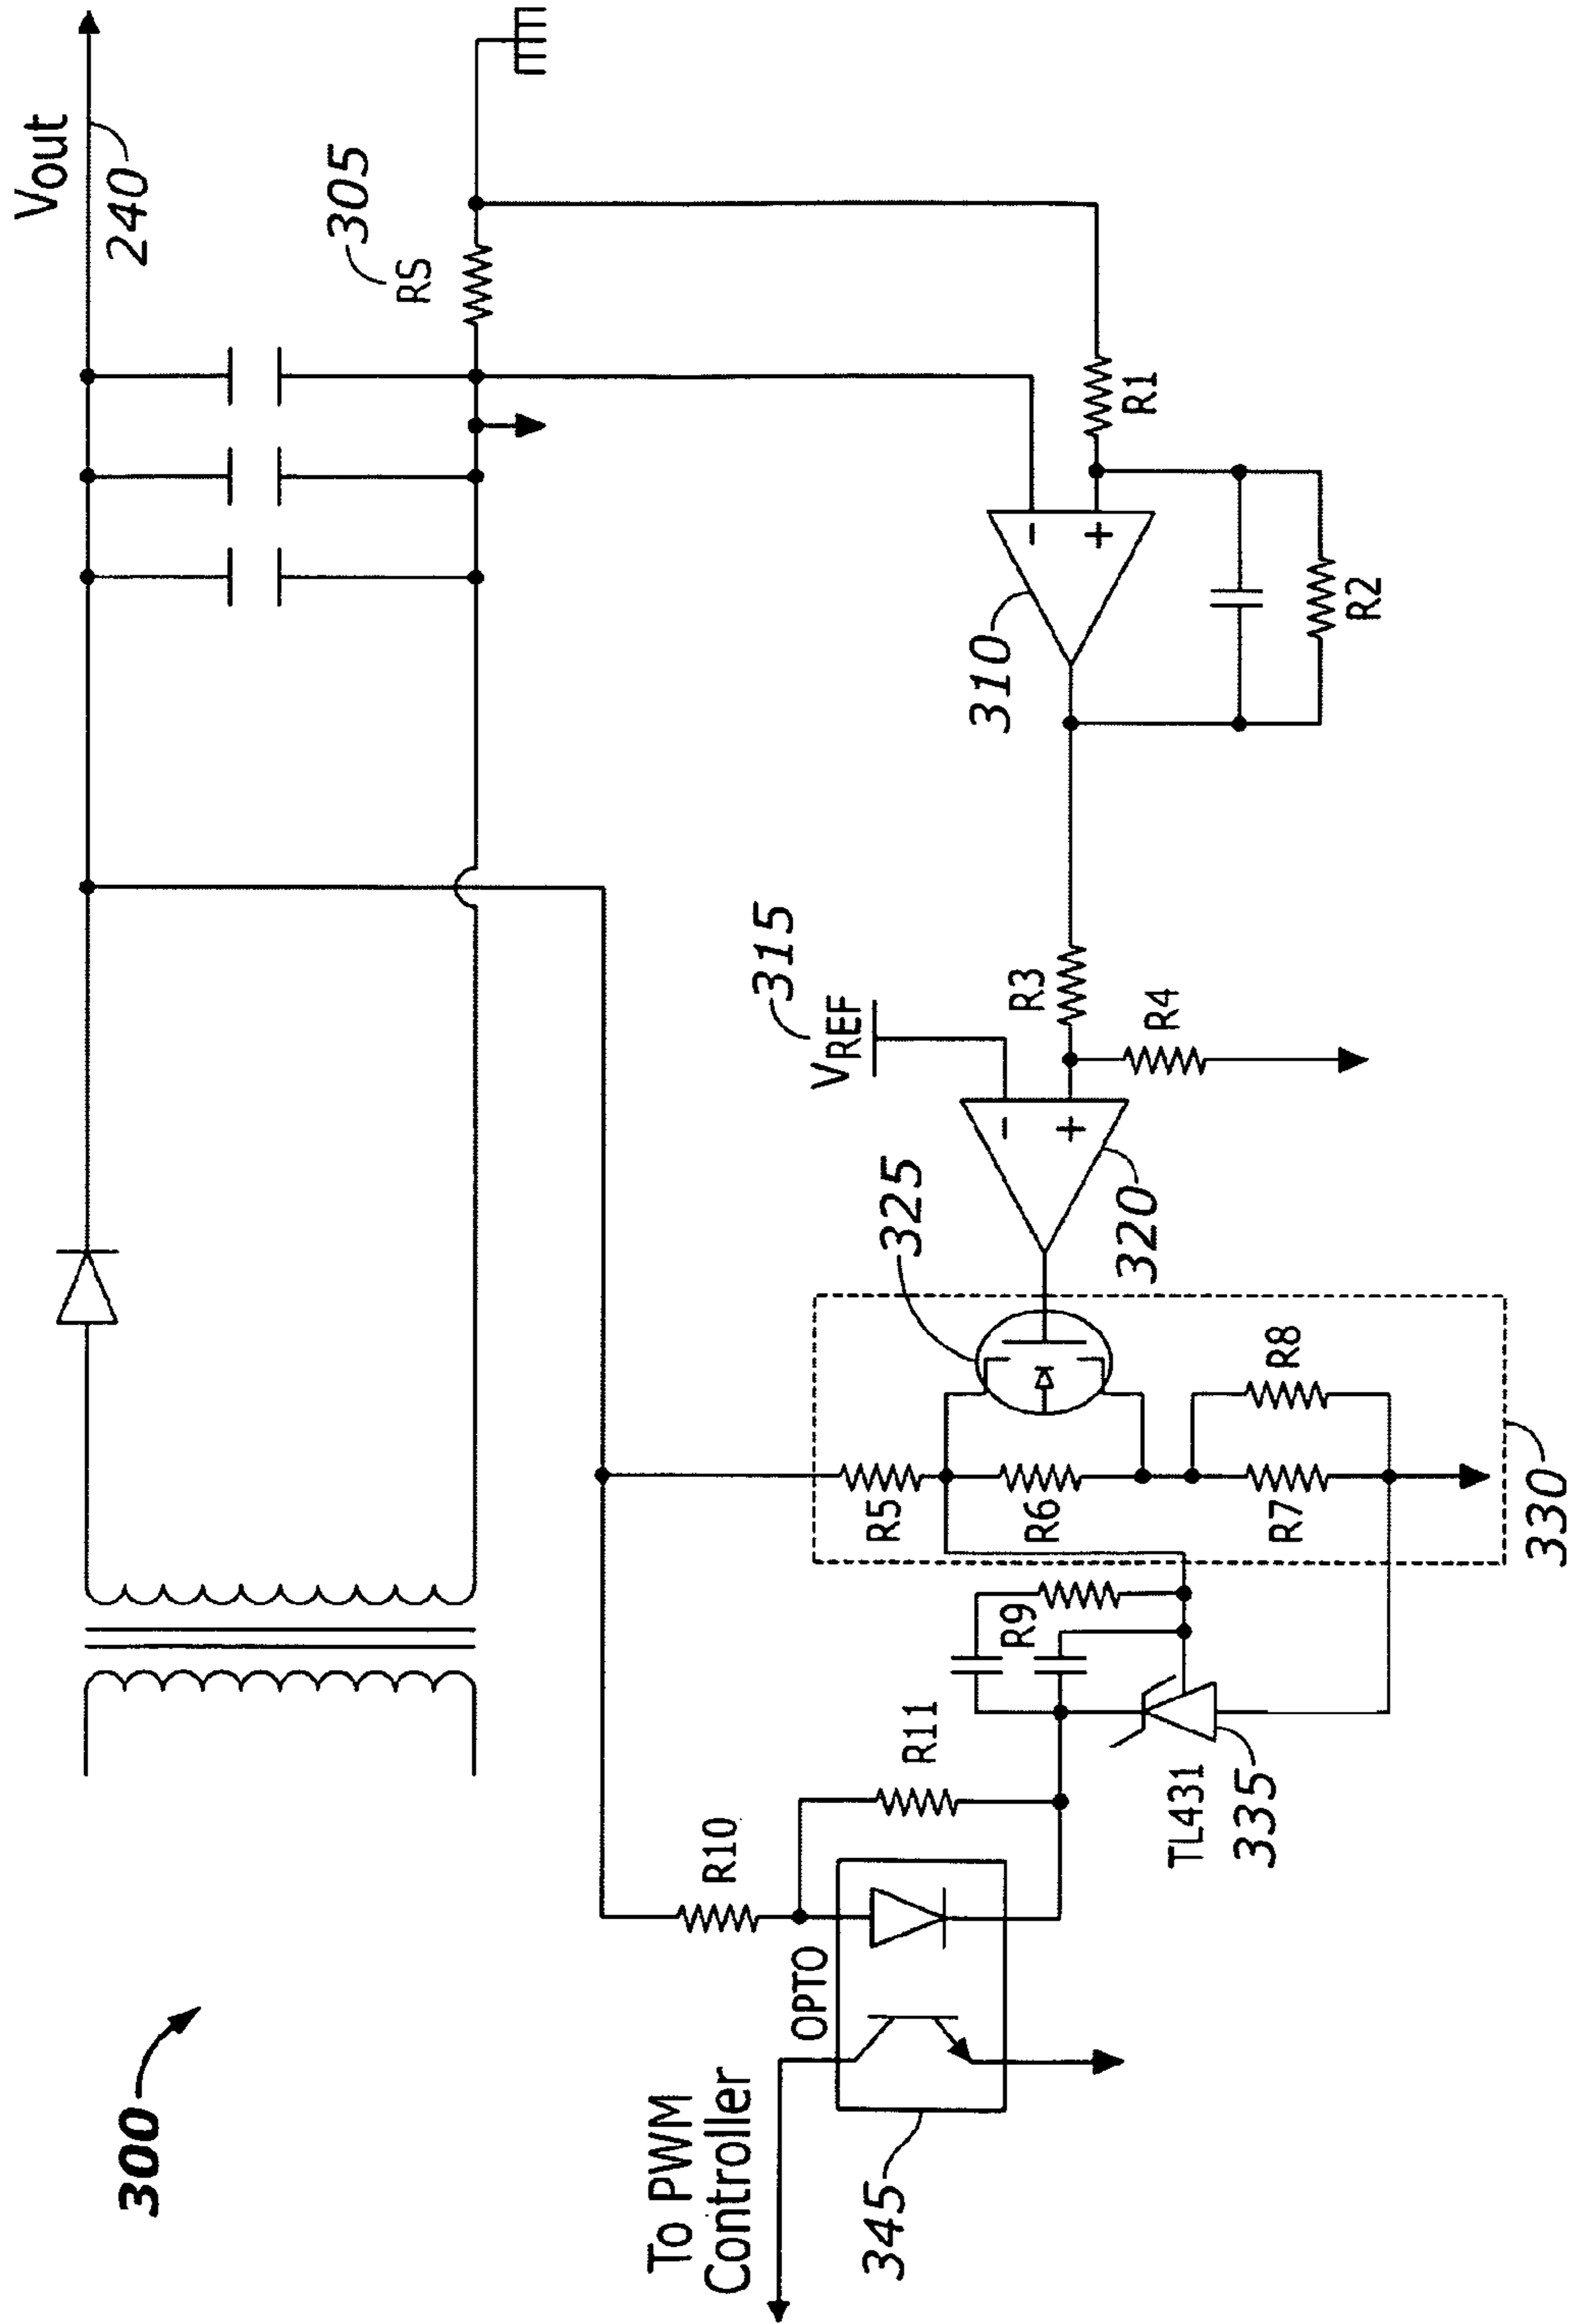 300
Vout
240
305
RS
R1
310
R2
315
VREF
R3
R4
325
320
-
+
-
+
R5
R6
R7
R8
330
R9
R11
R10
TL431
335
OPTO
To PWM
Controller
345